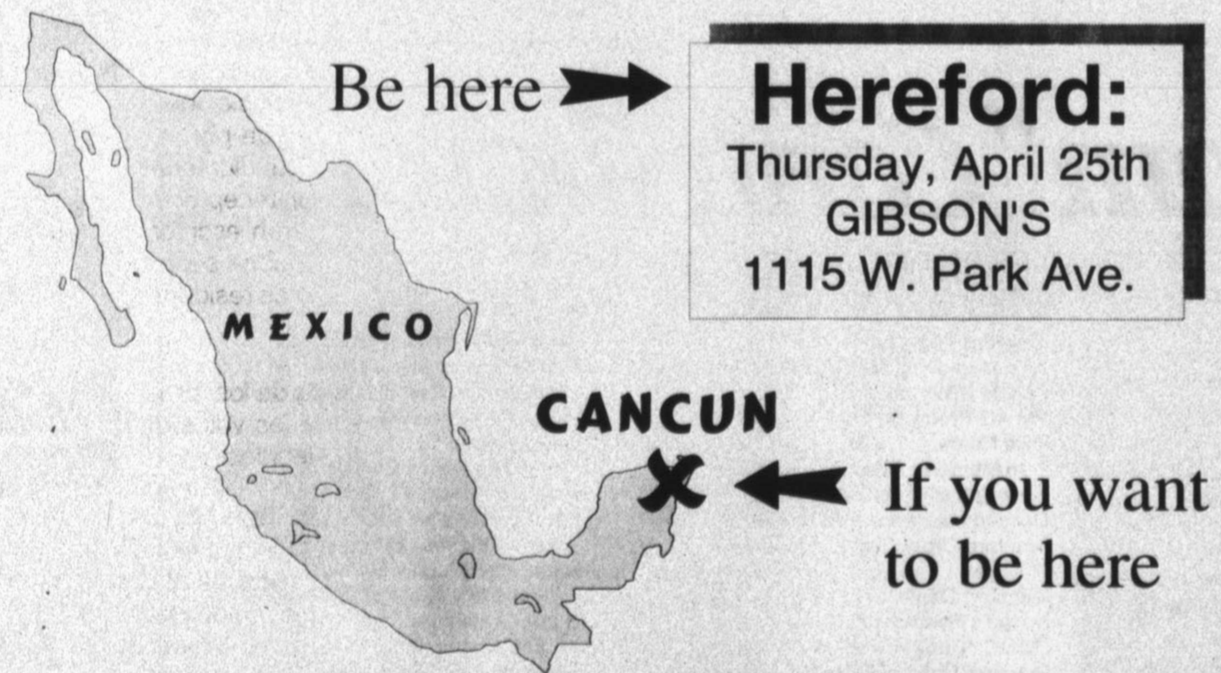 Be here
Hereford:
Thursday, April 25th
GIBSON'S
1115 W. Park Ave.
MEXICO
CANCUN
If you want
to be here